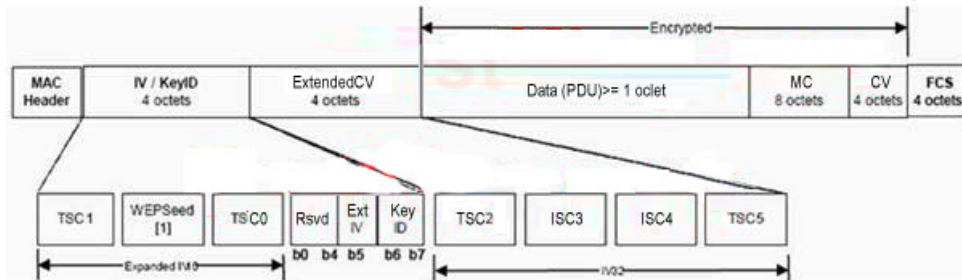 Encrypted
MAC Header
IV / KeyID
4 octets
ExtendedCV
4 octets
Data (PDU)>= 1 oclet
MC
8 octets
CV
4 octets
FCS
4 octets
TSC1
WEPSeed
[1]
TSC0
Rsvd
Ext
IV
Key
ID
TSC2
ISC3
ISC4
TSC5
b0 b4 b5 b6 b7
Expanded IV16
IV32